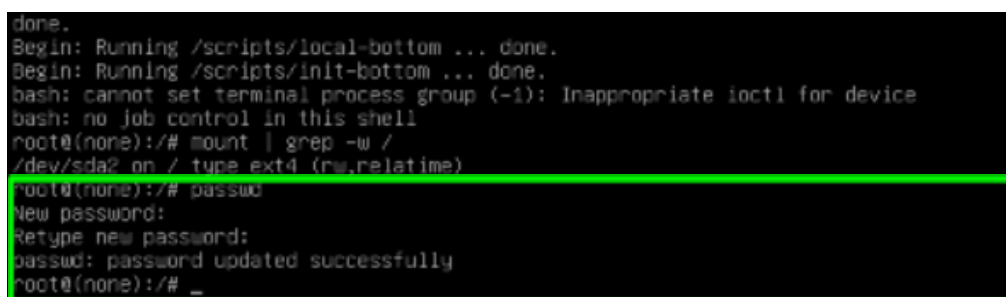 done.
Begin: Running /scripts/local-bottom ... done.
Begin: Running /scripts/init-bottom ... done.
bash: cannot set terminal process group (-1): Inappropriate ioctl for device
bash: no job control in this shell
root@(none):/# mount | grep -w /
/dev/sda2 on / type ext4 (rw,relatime)
root@(none):/# passwd
New password:
Retype new password:
passwd: password updated successfully
root@(none):/# _